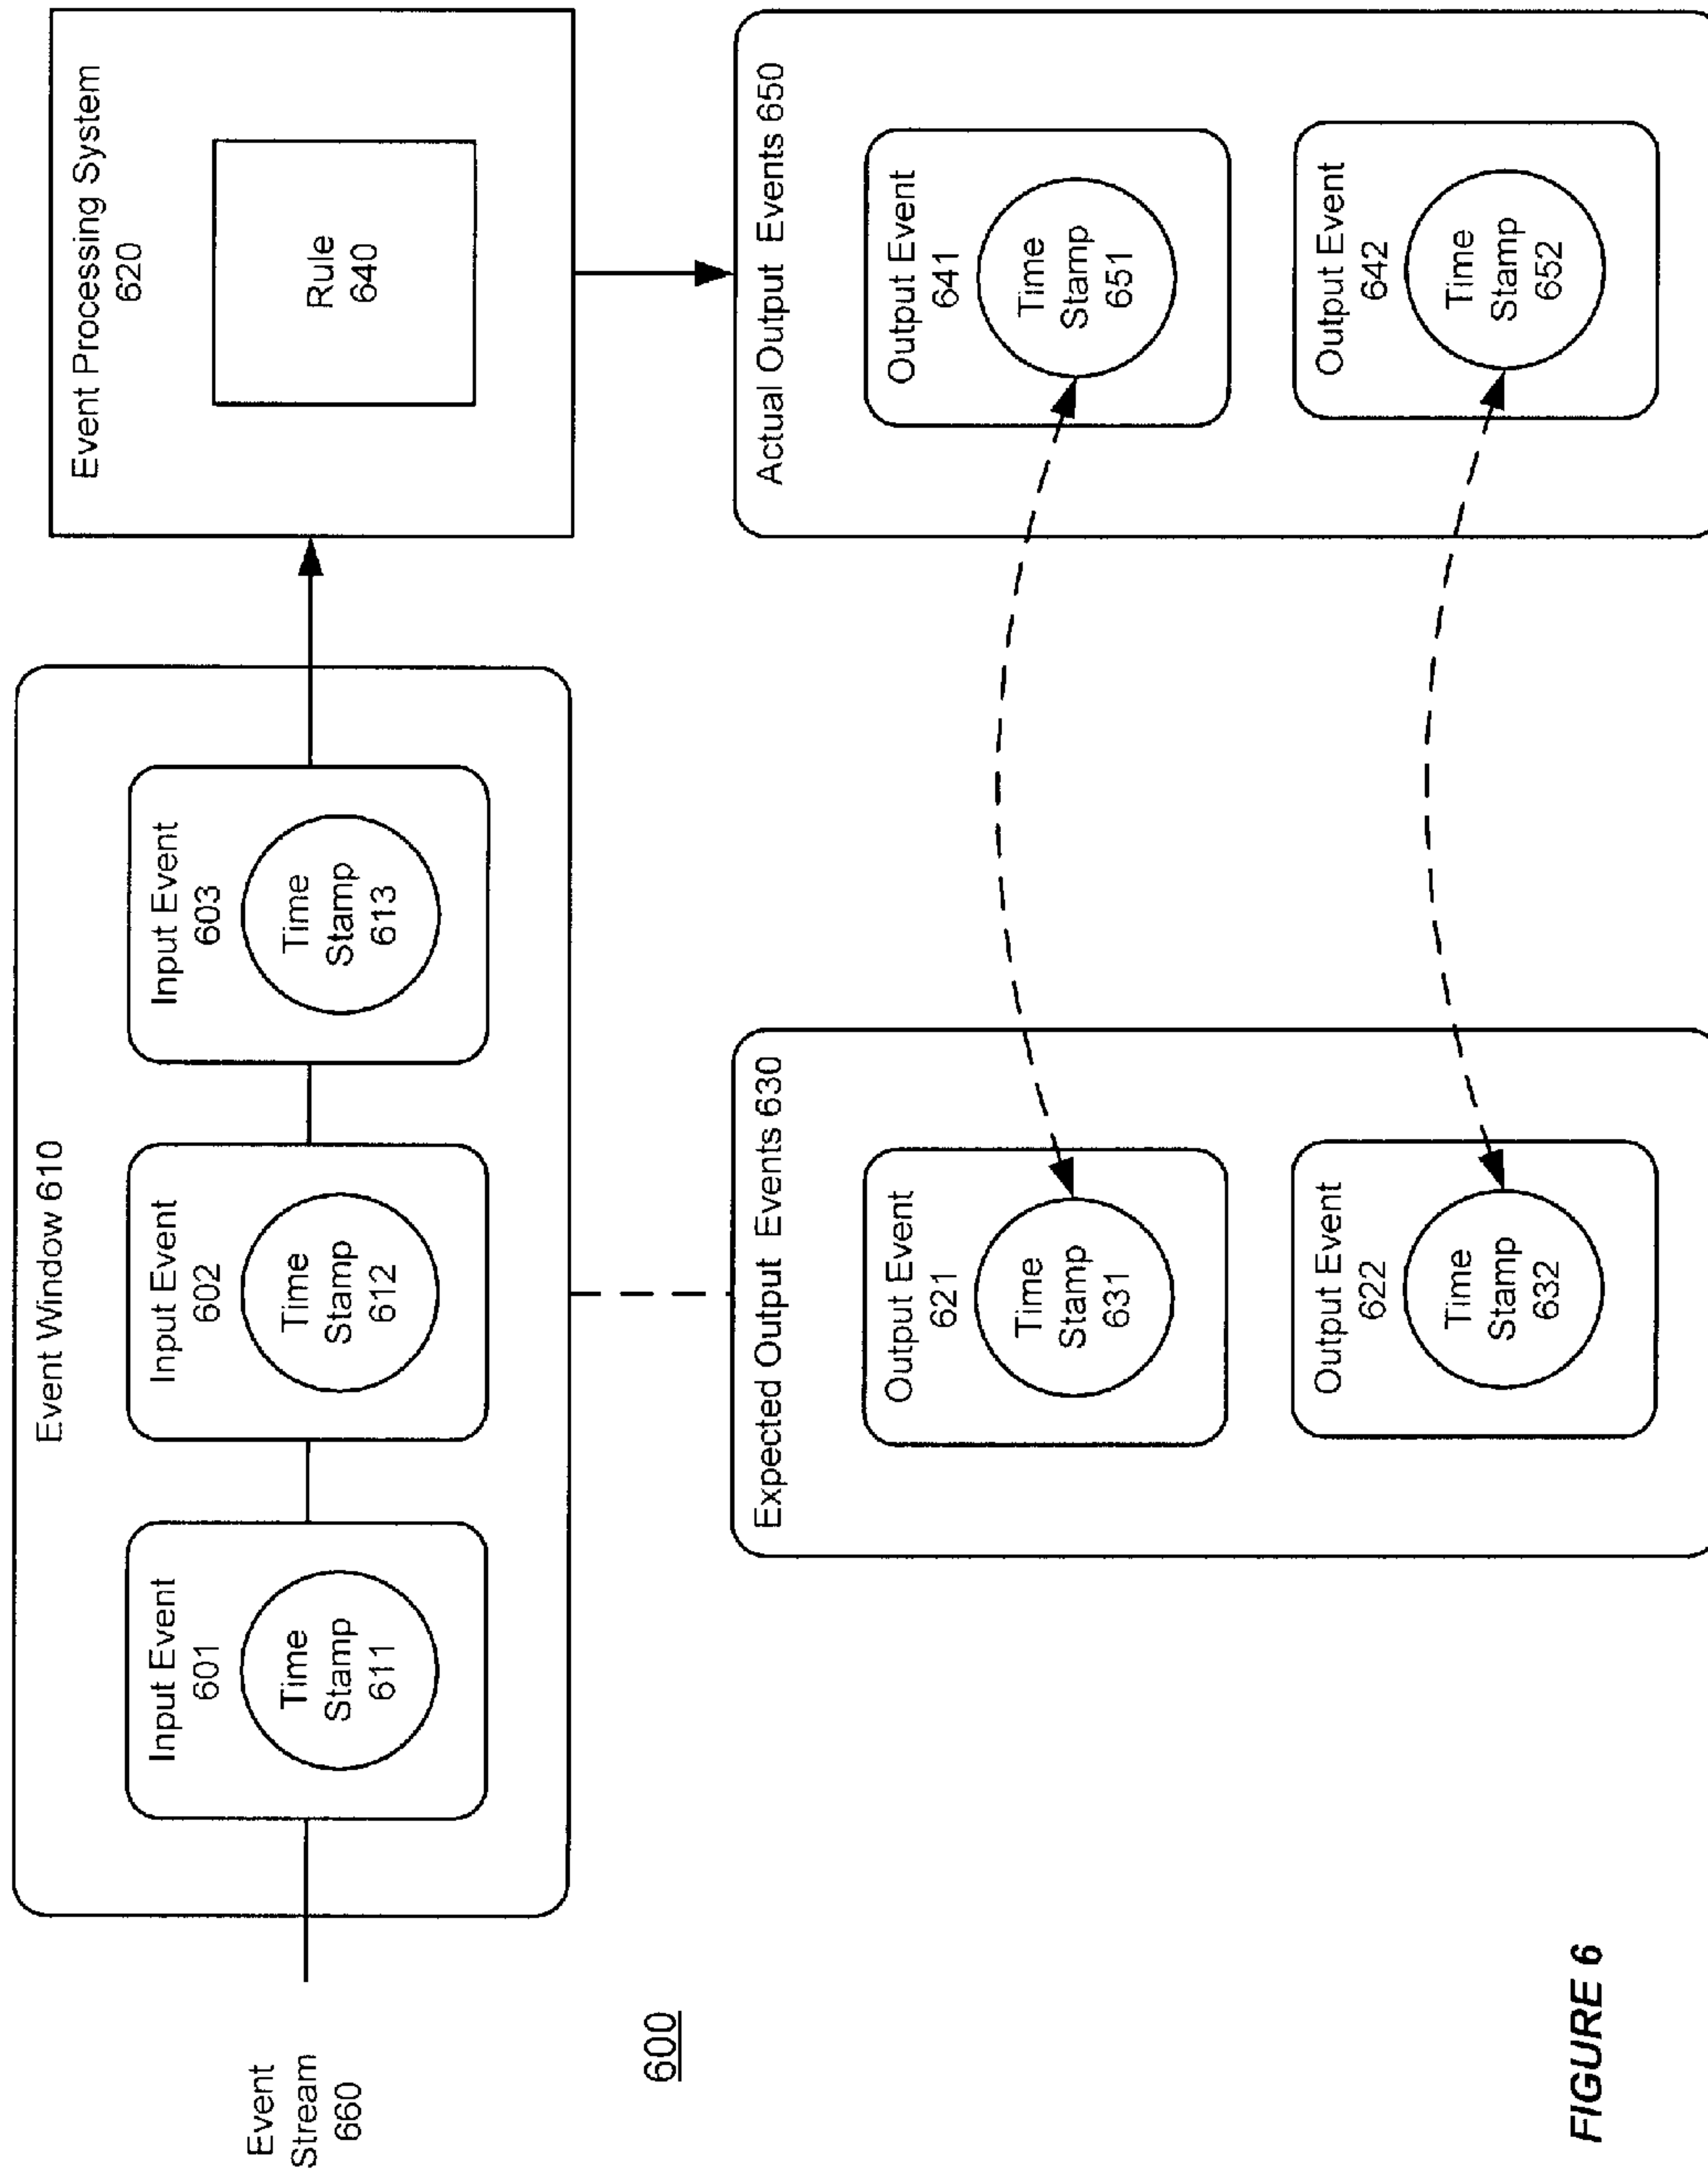 Event
Stream
660
Event Window 610
Input Event
601
Time
Stamp
611
Input Event
602
Time
Stamp
612
Input Event
603
Time
Stamp
613
Event Processing System
620
Rule
640
600
Expected Output Events 630
Output Event
621
Time
Stamp
631
Output Event
622
Time
Stamp
632
Actual Output Events 650
Output Event
641
Time
Stamp
651
Output Event
642
Time
Stamp
652
FIGURE 6